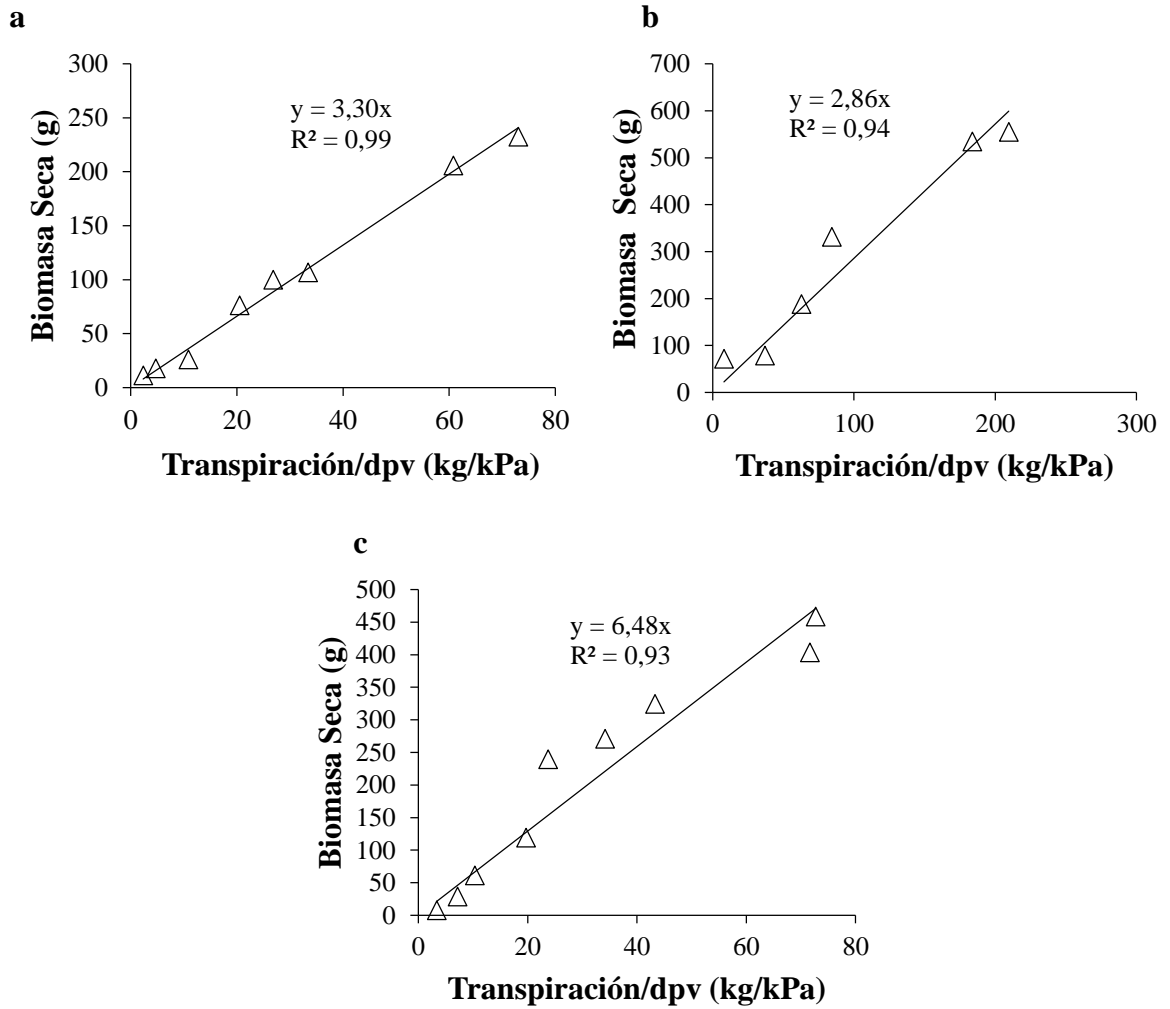 a
300
250
200
150
100
50
0
Biomasa Seca (g)
y = 3,30x
R² = 0,99
0 20 40 60 80
Transpiración/dpv (kg/kPa)
b
700
600
500
400
300
200
100
0
Biomasa Seca (g)
y = 2,86x
R² = 0,94
0 100 200 300
Transpiración/dpv (kg/kPa)
c
500
450
400
350
300
250
200
150
100
50
0
Biomasa Seca (g)
y = 6,48x
R² = 0,93
0 20 40 60 80
Transpiración/dpv (kg/kPa)